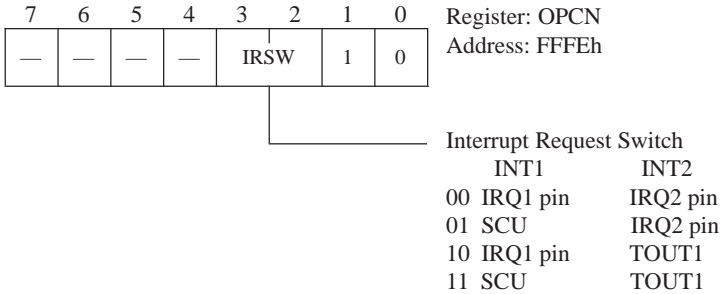 7 6 5 4 3 2 1 0
Register: OPCN
— — — — IRSW 1 0
Address: FFFEh
Interrupt Request Switch
INT1 INT2
00 IRQ1 pin IRQ2 pin
01 SCU IRQ2 pin
10 IRQ1 pin TOUT1
11 SCU TOUT1